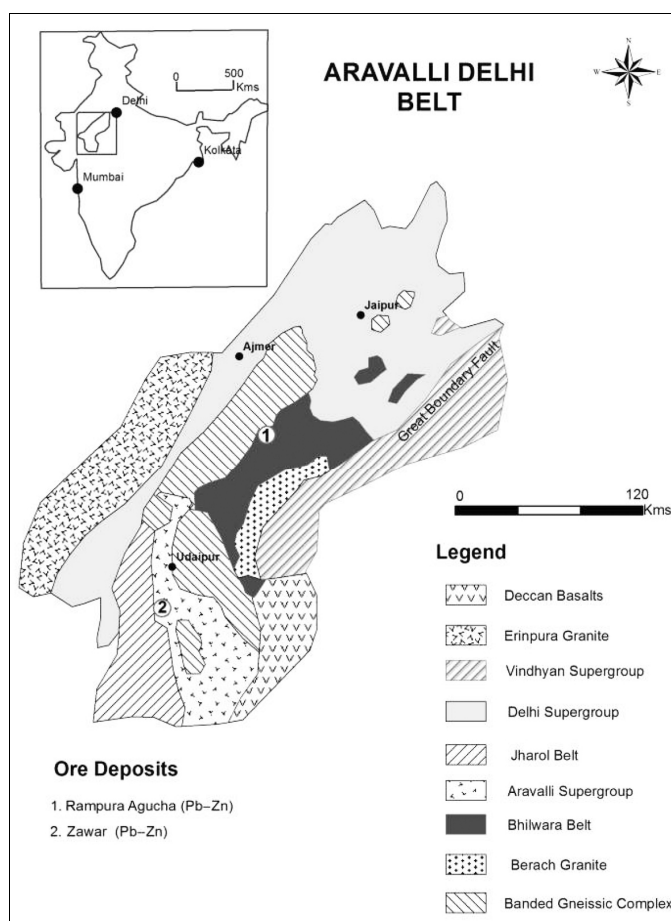 ARAVALLI DELHI
BELT
N
W
E
S
0
500
Kms
Delhi
Kolkata
Mumbai
Jaipur
Ajmer
Great Boundary Fault
1
Udaipur
2
0
120
Kms
Legend
Deccan Basalts
Erinpura Granite
Vindhyan Supergroup
Delhi Supergroup
Jharol Belt
Aravalli Supergroup
Bhilwara Belt
Berach Granite
Banded Gneissic Complex
Ore Deposits
1. Rampura Agucha (Pb–Zn)
2. Zawar (Pb–Zn)